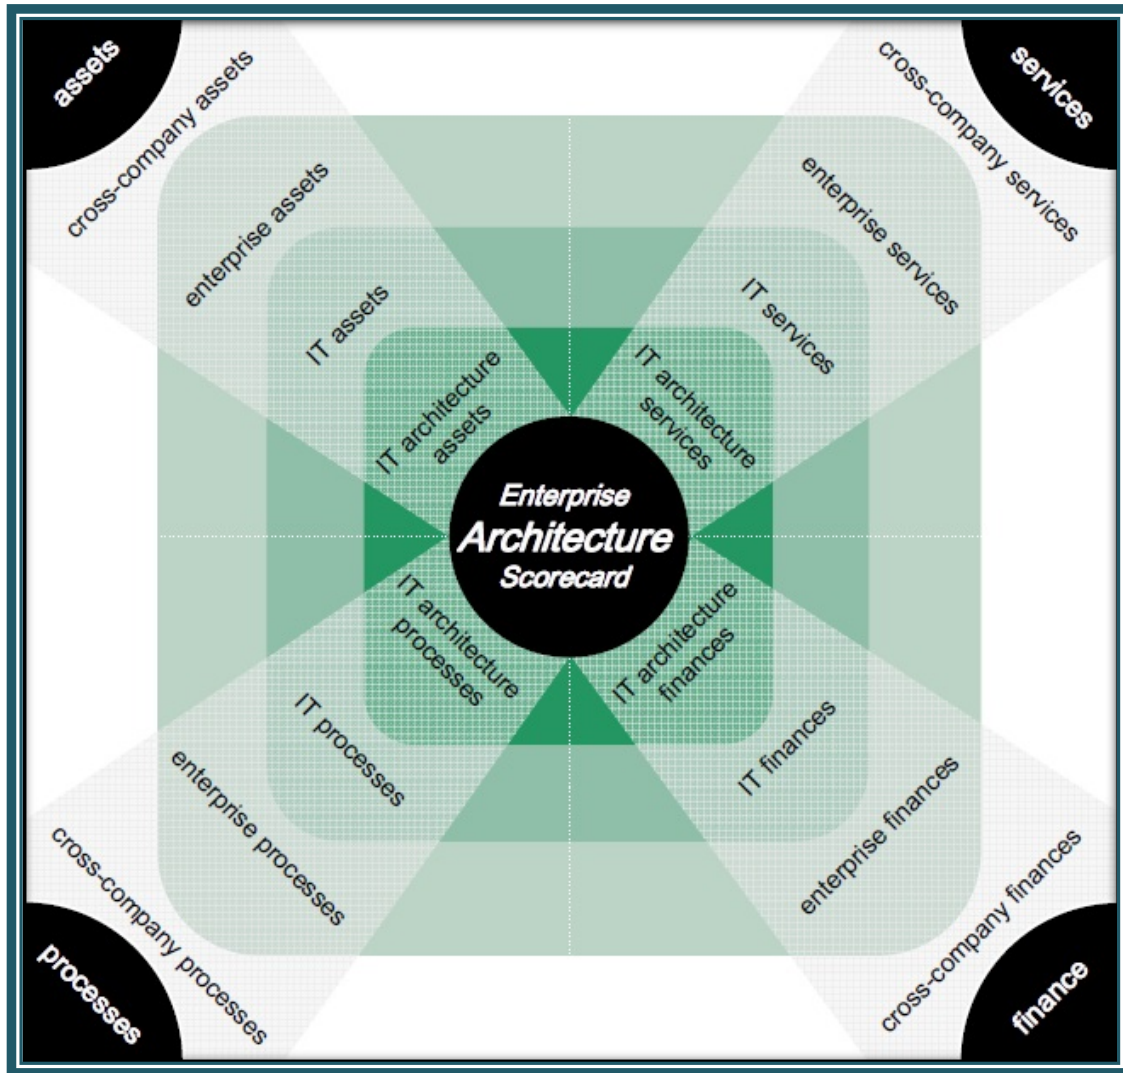 assets
cross-company assets
enterprise assets
IT assets
IT architecture
assets
services
cross-company services
enterprise services
IT services
IT architecture
services
Enterprise
Architecture
Scorecard
IT architecture
processes
IT processes
enterprise processes
cross-company processes
processes
IT architecture
finances
IT finances
enterprise finances
cross-company finances
finance